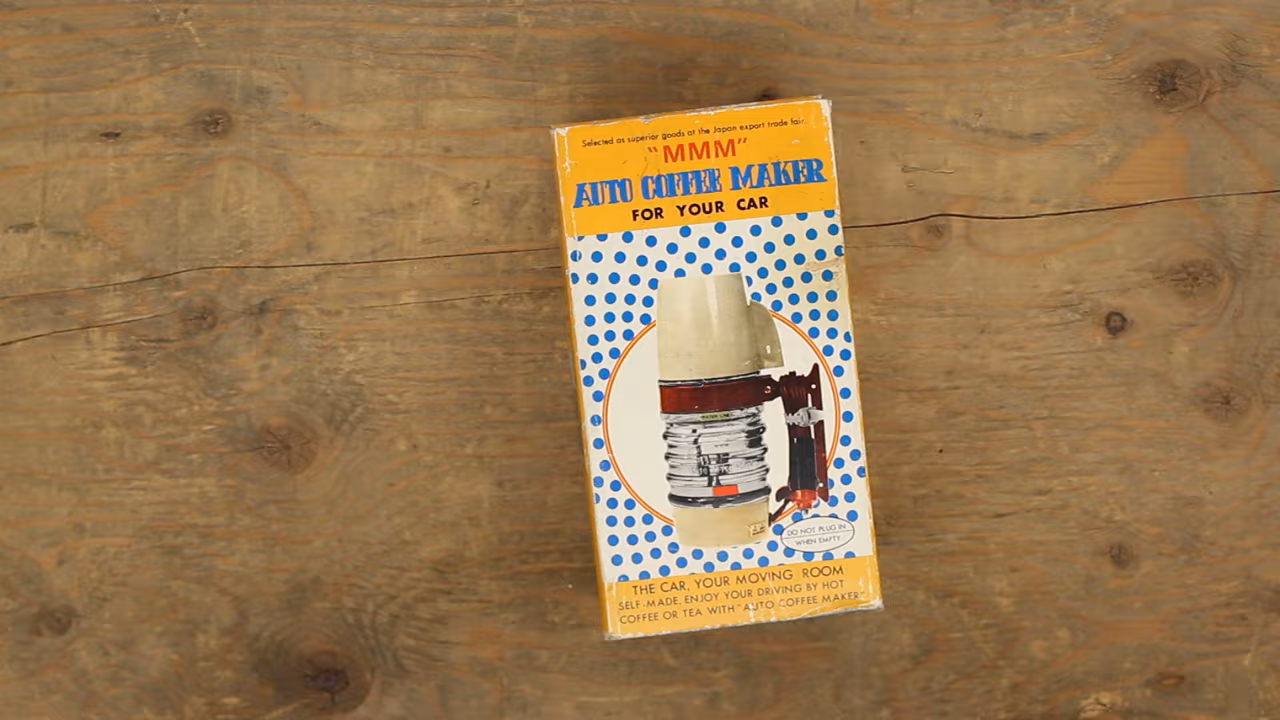 Selected as superior goods at the Japan export trade fair.
"MMM"
AUTO COFFEE MAKER
FOR YOUR CAR
WATER LINE
DO NOT PLUG IN
WHEN EMPTY
THE CAR, YOUR MOVING ROOM
SELF-MADE, ENJOY YOUR DRIVING BY HOT
COFFEE OR TEA WITH "AUTO COFFEE MAKER"